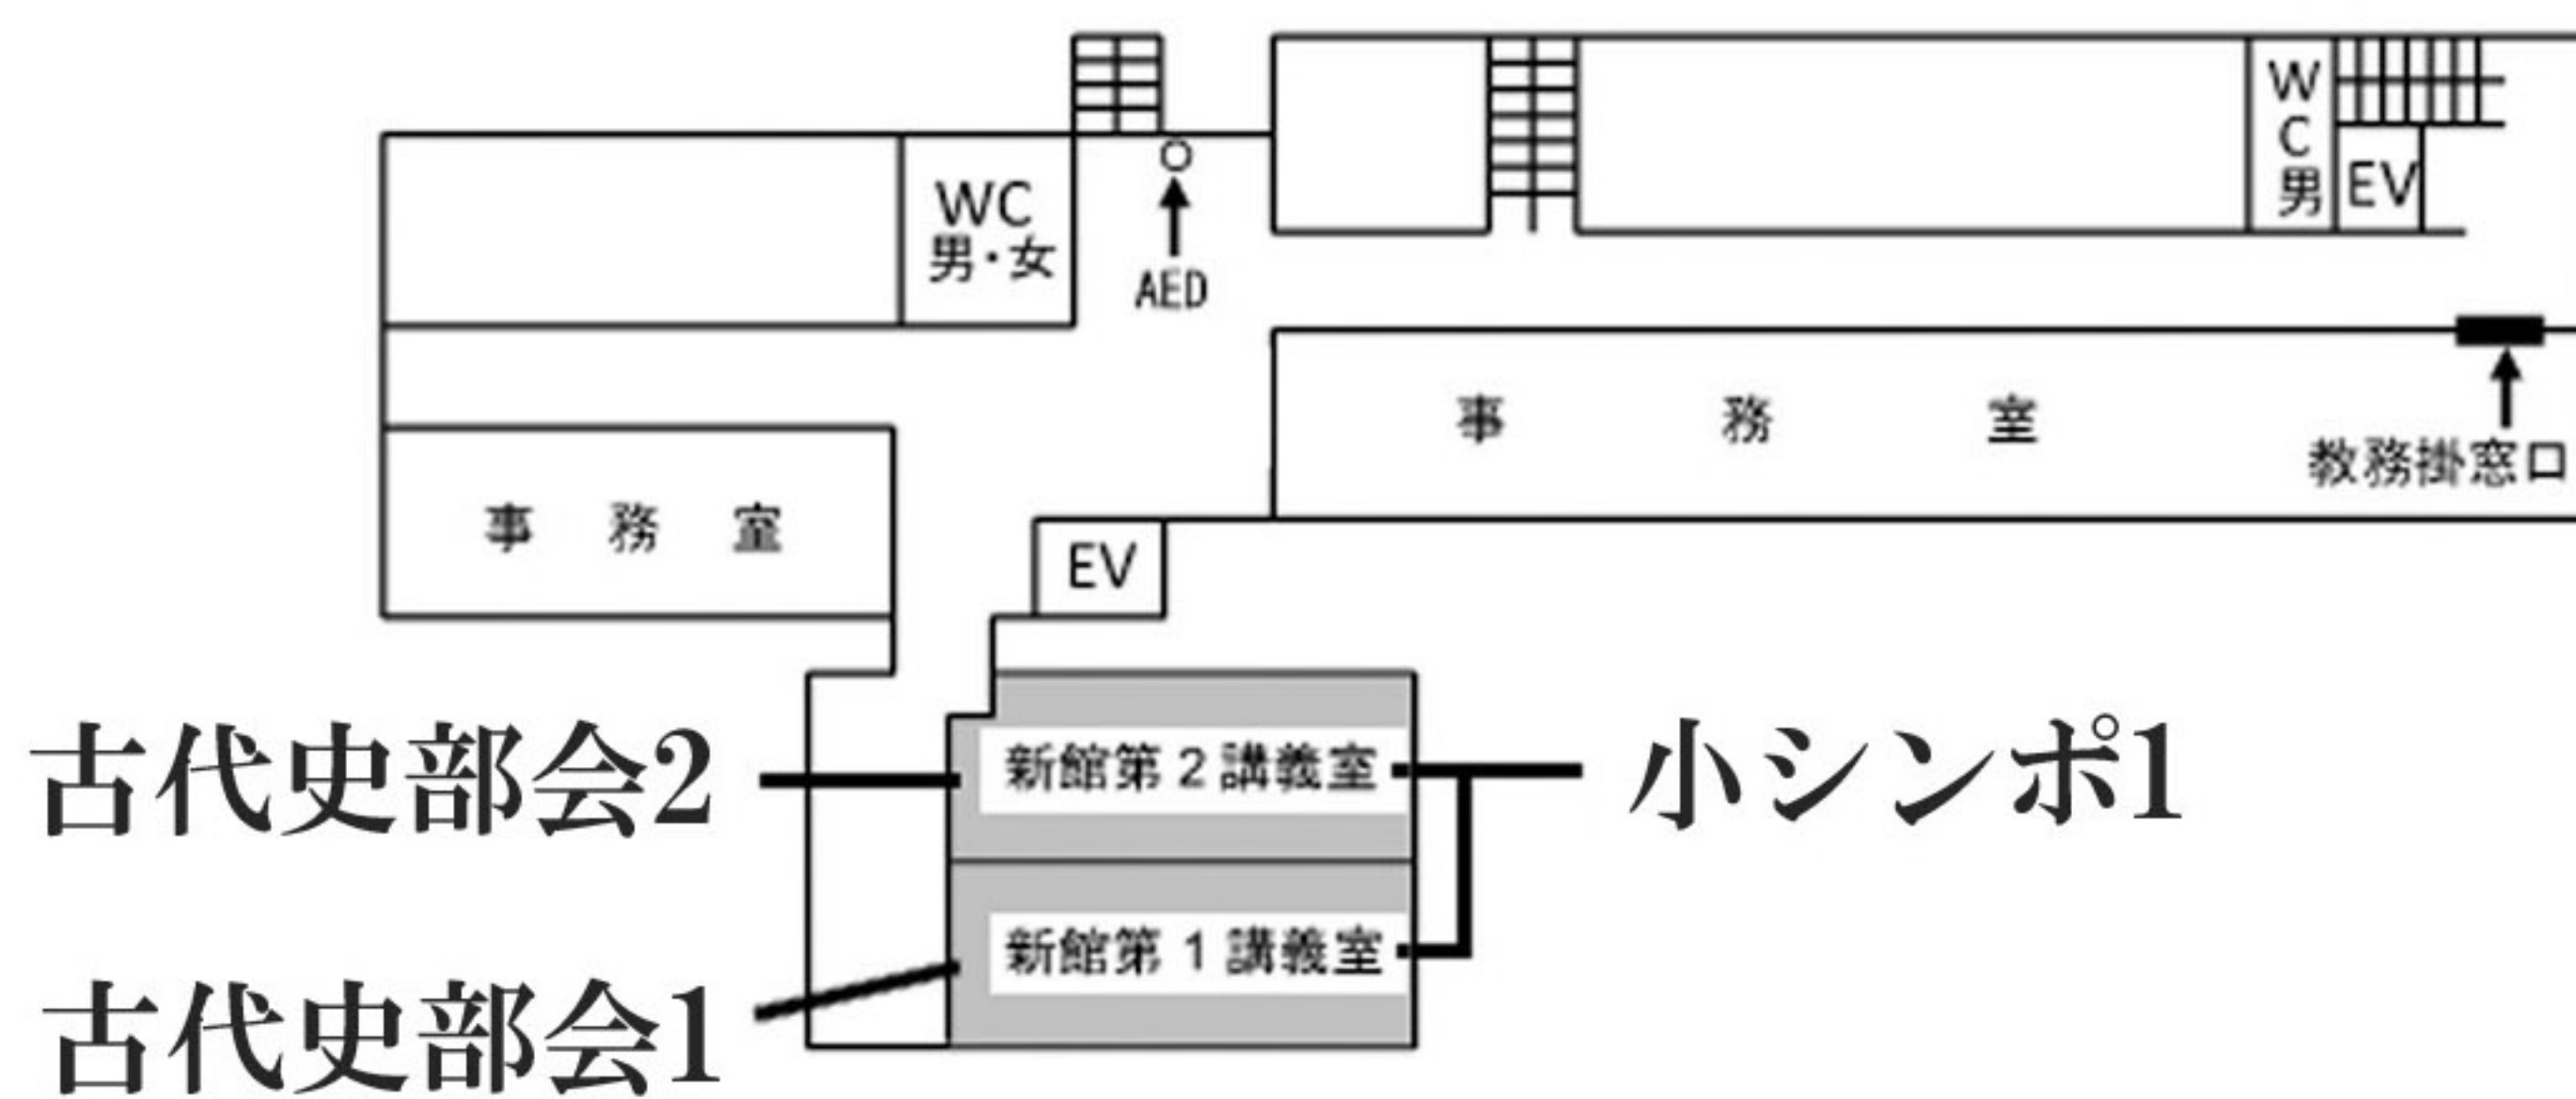 WC
男・女
AED
WC男
EV
事務室
教務掛窓口
事務室
EV
古代史部会2
新館第2講義室
小シンポ1
古代史部会1
新館第1講義室